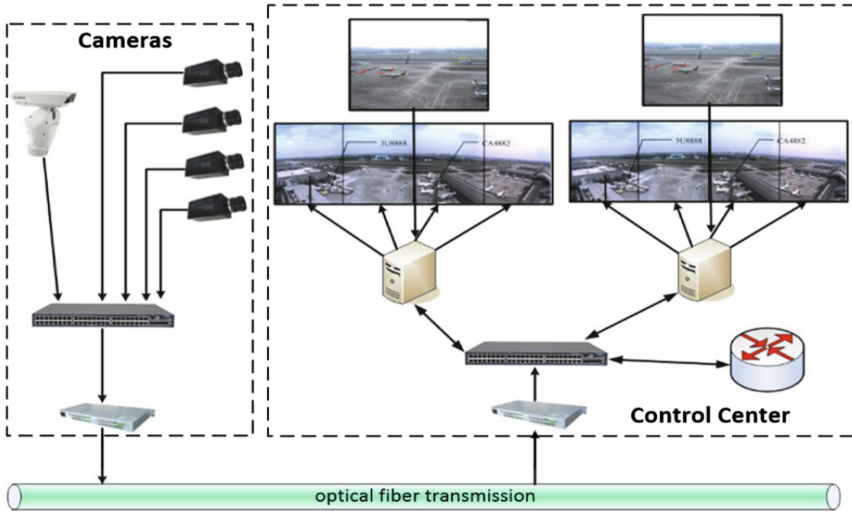 Cameras
3U8888
CA4882
3U8888
CA4882
Control Center
optical fiber transmission